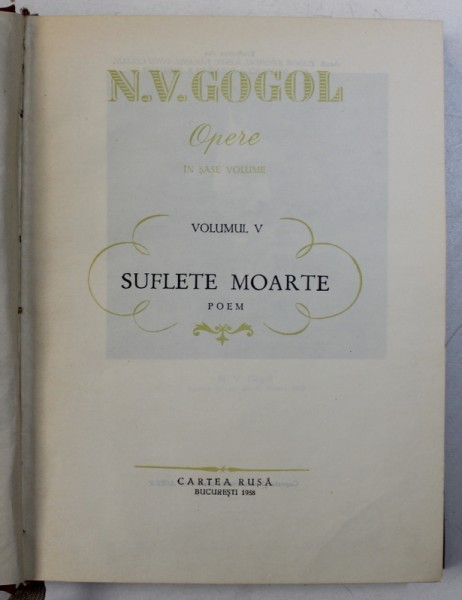 N.V. GOGOL
Opere
ÎN ȘASE VOLUME
VOLUMUL V
SUFLETE MOARTE
POEM
CARTEA RUSĂ
BUCUREȘTI 1958